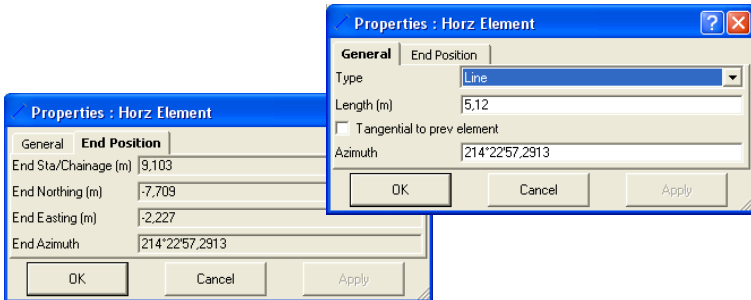 Properties : Horz Element
General End Position
Type Line
Length (m) 5,12
Tangential to prev element
Azimuth 214°22'57,2913
OK Cancel Apply
Properties : Horz Element
General End Position
End Sta/Chainage (m) 9,103
End Northing (m) -7,709
End Easting (m) -2,227
End Azimuth 214°22'57,2913
OK Cancel Apply